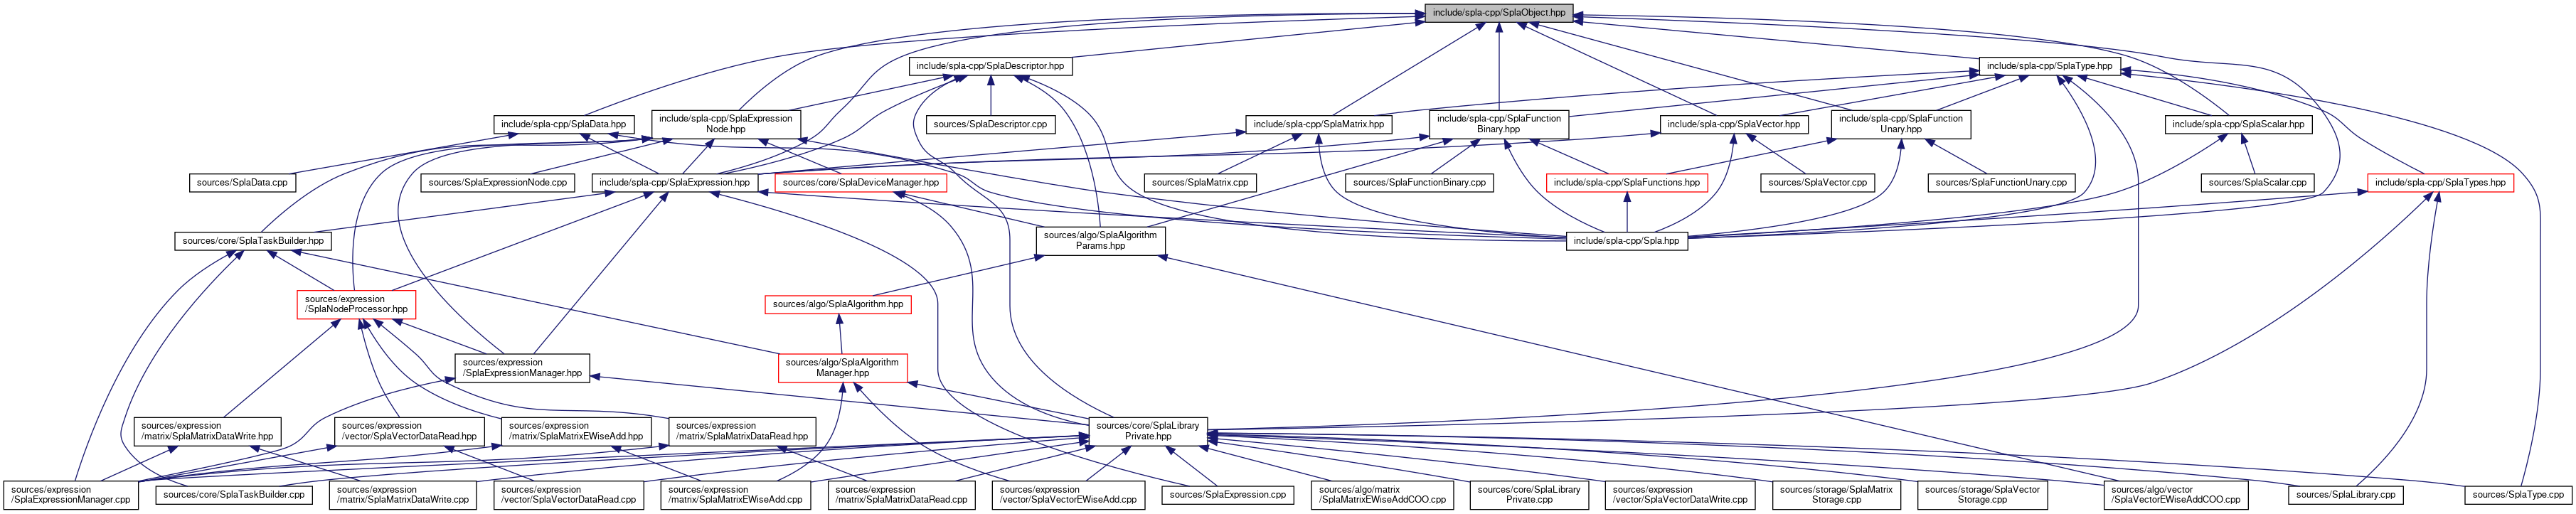 include/spla-cpp/SplaObject.hpp
include/spla-cpp/SplaDescriptor.hpp
include/spla-cpp/SplaType.hpp
include/spla-cpp/SplaData.hpp
include/spla-cpp/SplaExpression
Node.hpp
sources/SplaDescriptor.cpp
include/spla-cpp/SplaMatrix.hpp
include/spla-cpp/SplaFunction
Binary.hpp
include/spla-cpp/SplaVector.hpp
include/spla-cpp/SplaFunction
Unary.hpp
include/spla-cpp/SplaScalar.hpp
sources/SplaData.cpp
sources/SplaExpressionNode.cpp
include/spla-cpp/SplaExpression.hpp
sources/core/SplaDeviceManager.hpp
sources/SplaMatrix.cpp
sources/SplaFunctionBinary.cpp
include/spla-cpp/SplaFunctions.hpp
sources/SplaVector.cpp
sources/SplaFunctionUnary.cpp
sources/SplaScalar.cpp
include/spla-cpp/SplaTypes.hpp
sources/core/SplaTaskBuilder.hpp
sources/algo/SplaAlgorithm
Params.hpp
include/spla-cpp/Spla.hpp
sources/expression
/SplaNodeProcessor.hpp
sources/algo/SplaAlgorithm.hpp
sources/expression
/SplaExpressionManager.hpp
sources/algo/SplaAlgorithm
Manager.hpp
sources/expression
/matrix/SplaMatrixDataWrite.hpp
sources/expression
/vector/SplaVectorDataRead.hpp
sources/expression
/matrix/SplaMatrixEWiseAdd.hpp
sources/expression
/matrix/SplaMatrixDataRead.hpp
sources/core/SplaLibrary
Private.hpp
sources/expression
/SplaExpressionManager.cpp
sources/core/SplaTaskBuilder.cpp
sources/expression
/matrix/SplaMatrixDataWrite.cpp
sources/expression
/vector/SplaVectorDataRead.cpp
sources/expression
/matrix/SplaMatrixEWiseAdd.cpp
sources/expression
/matrix/SplaMatrixDataRead.cpp
sources/expression
/vector/SplaVectorEWiseAdd.cpp
sources/SplaExpression.cpp
sources/algo/matrix
/SplaMatrixEWiseAddCOO.cpp
sources/core/SplaLibrary
Private.cpp
sources/expression
/vector/SplaVectorDataWrite.cpp
sources/storage/SplaMatrix
Storage.cpp
sources/storage/SplaVector
Storage.cpp
sources/algo/vector
/SplaVectorEWiseAddCOO.cpp
sources/SplaLibrary.cpp
sources/SplaType.cpp